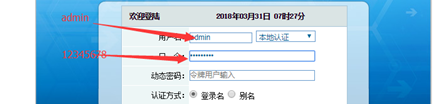 欢迎登陆 2018年03月31日 07时27分
admin
用户名: admin 本地认证
12345678
口 令: •••••••••
动态密码: 令牌用户输入
认证方式: 登录名 别名